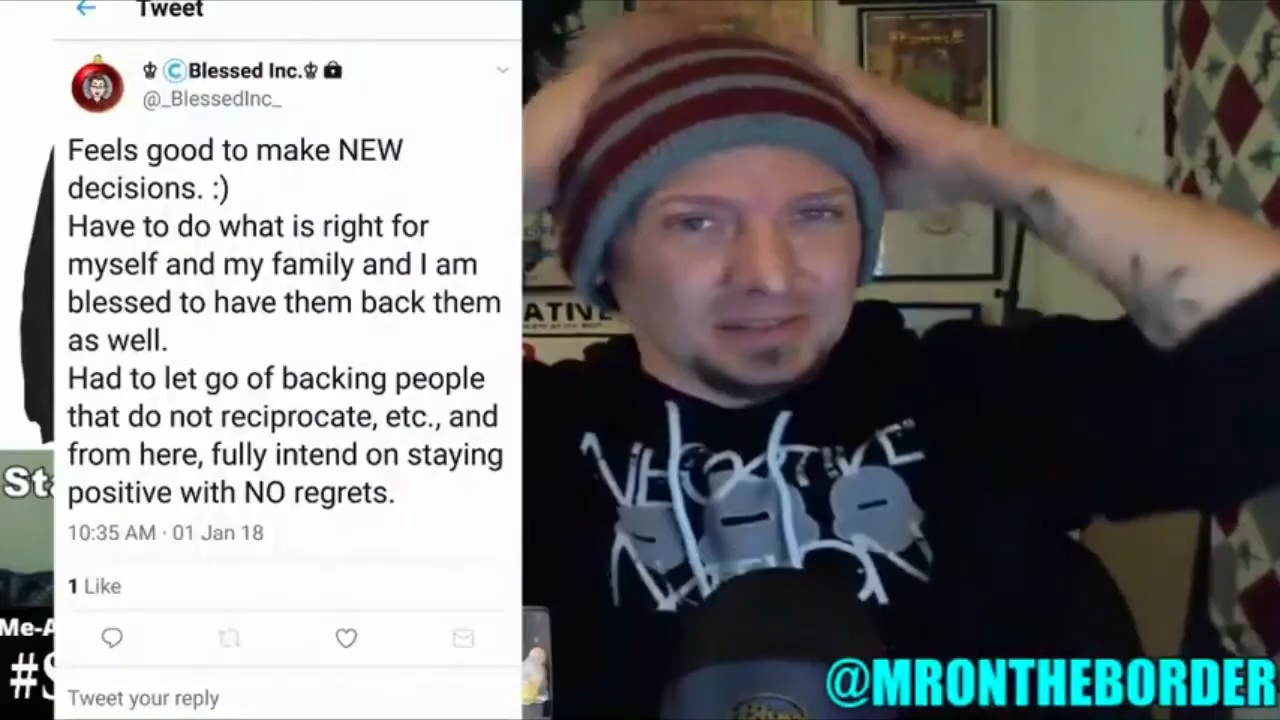 Tweet
©Blessed Inc.
@_BlessedInc_
Feels good to make NEW
decisions. :)
Have to do what is right for
myself and my family and I am
blessed to have them back them
as well.
Had to let go of backing people
that do not reciprocate, etc., and
from here, fully intend on staying
positive with NO regrets.
10:35 AM · 01 Jan 18
1 Like
Tweet your reply
Me-A
#S
ATIVE
@MRONTHEBORDER